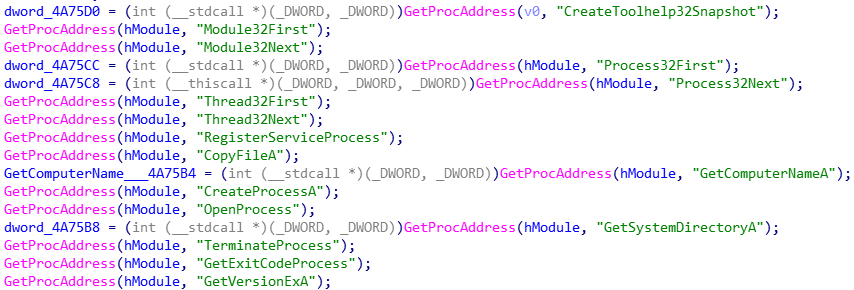 dword_4A75D0 = (int (__stdcall *)(_DWORD, _DWORD))GetProcAddress(v0, "CreateToolhelp32Snapshot");
GetProcAddress(hModule, "Module32First");
GetProcAddress(hModule, "Module32Next");
dword_4A75CC = (int (__stdcall *)(_DWORD, _DWORD))GetProcAddress(hModule, "Process32First");
dword_4A75C8 = (int (__thiscall *)(_DWORD, _DWORD, _DWORD))GetProcAddress(hModule, "Process32Next");
GetProcAddress(hModule, "Thread32First");
GetProcAddress(hModule, "Thread32Next");
GetProcAddress(hModule, "RegisterServiceProcess");
GetProcAddress(hModule, "CopyFileA");
GetComputerName___4A75B4 = (int (__stdcall *)(_DWORD, _DWORD))GetProcAddress(hModule, "GetComputerNameA");
GetProcAddress(hModule, "CreateProcessA");
GetProcAddress(hModule, "OpenProcess");
dword_4A75B8 = (int (__stdcall *)(_DWORD, _DWORD))GetProcAddress(hModule, "GetSystemDirectoryA");
GetProcAddress(hModule, "TerminateProcess");
GetProcAddress(hModule, "GetExitCodeProcess");
GetProcAddress(hModule, "GetVersionExA");